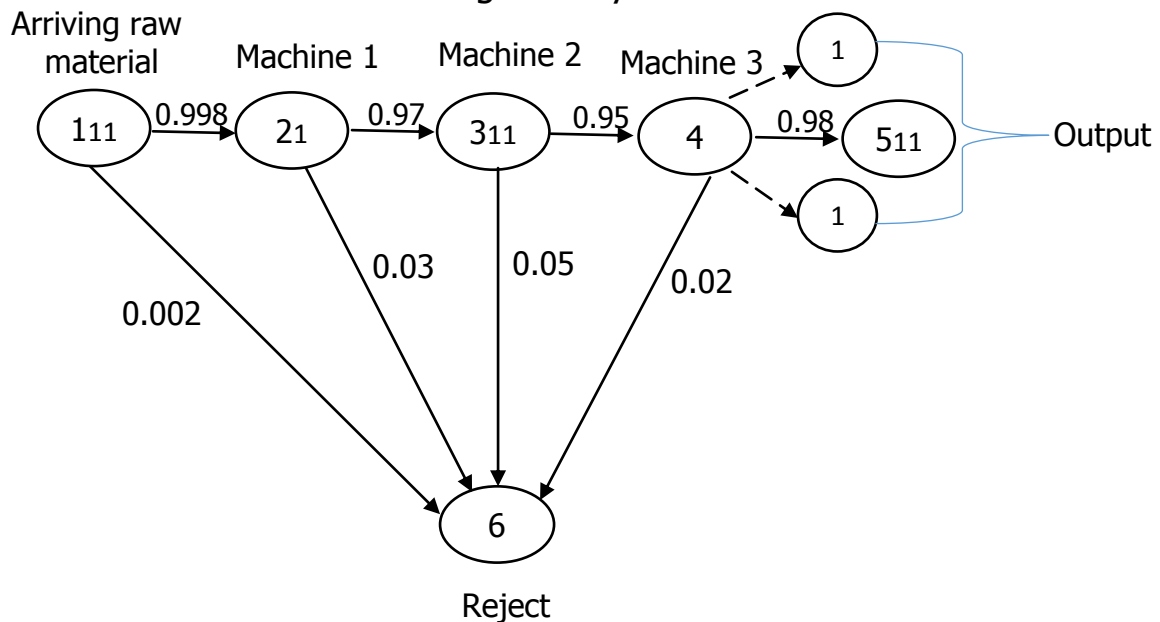 Arriving raw
material
Machine 1
Machine 2
Machine 3
1
111
0.998
21
0.97
311
0.95
4
0.98
511
Output
1
0.002
0.03
0.05
0.02
6
Reject